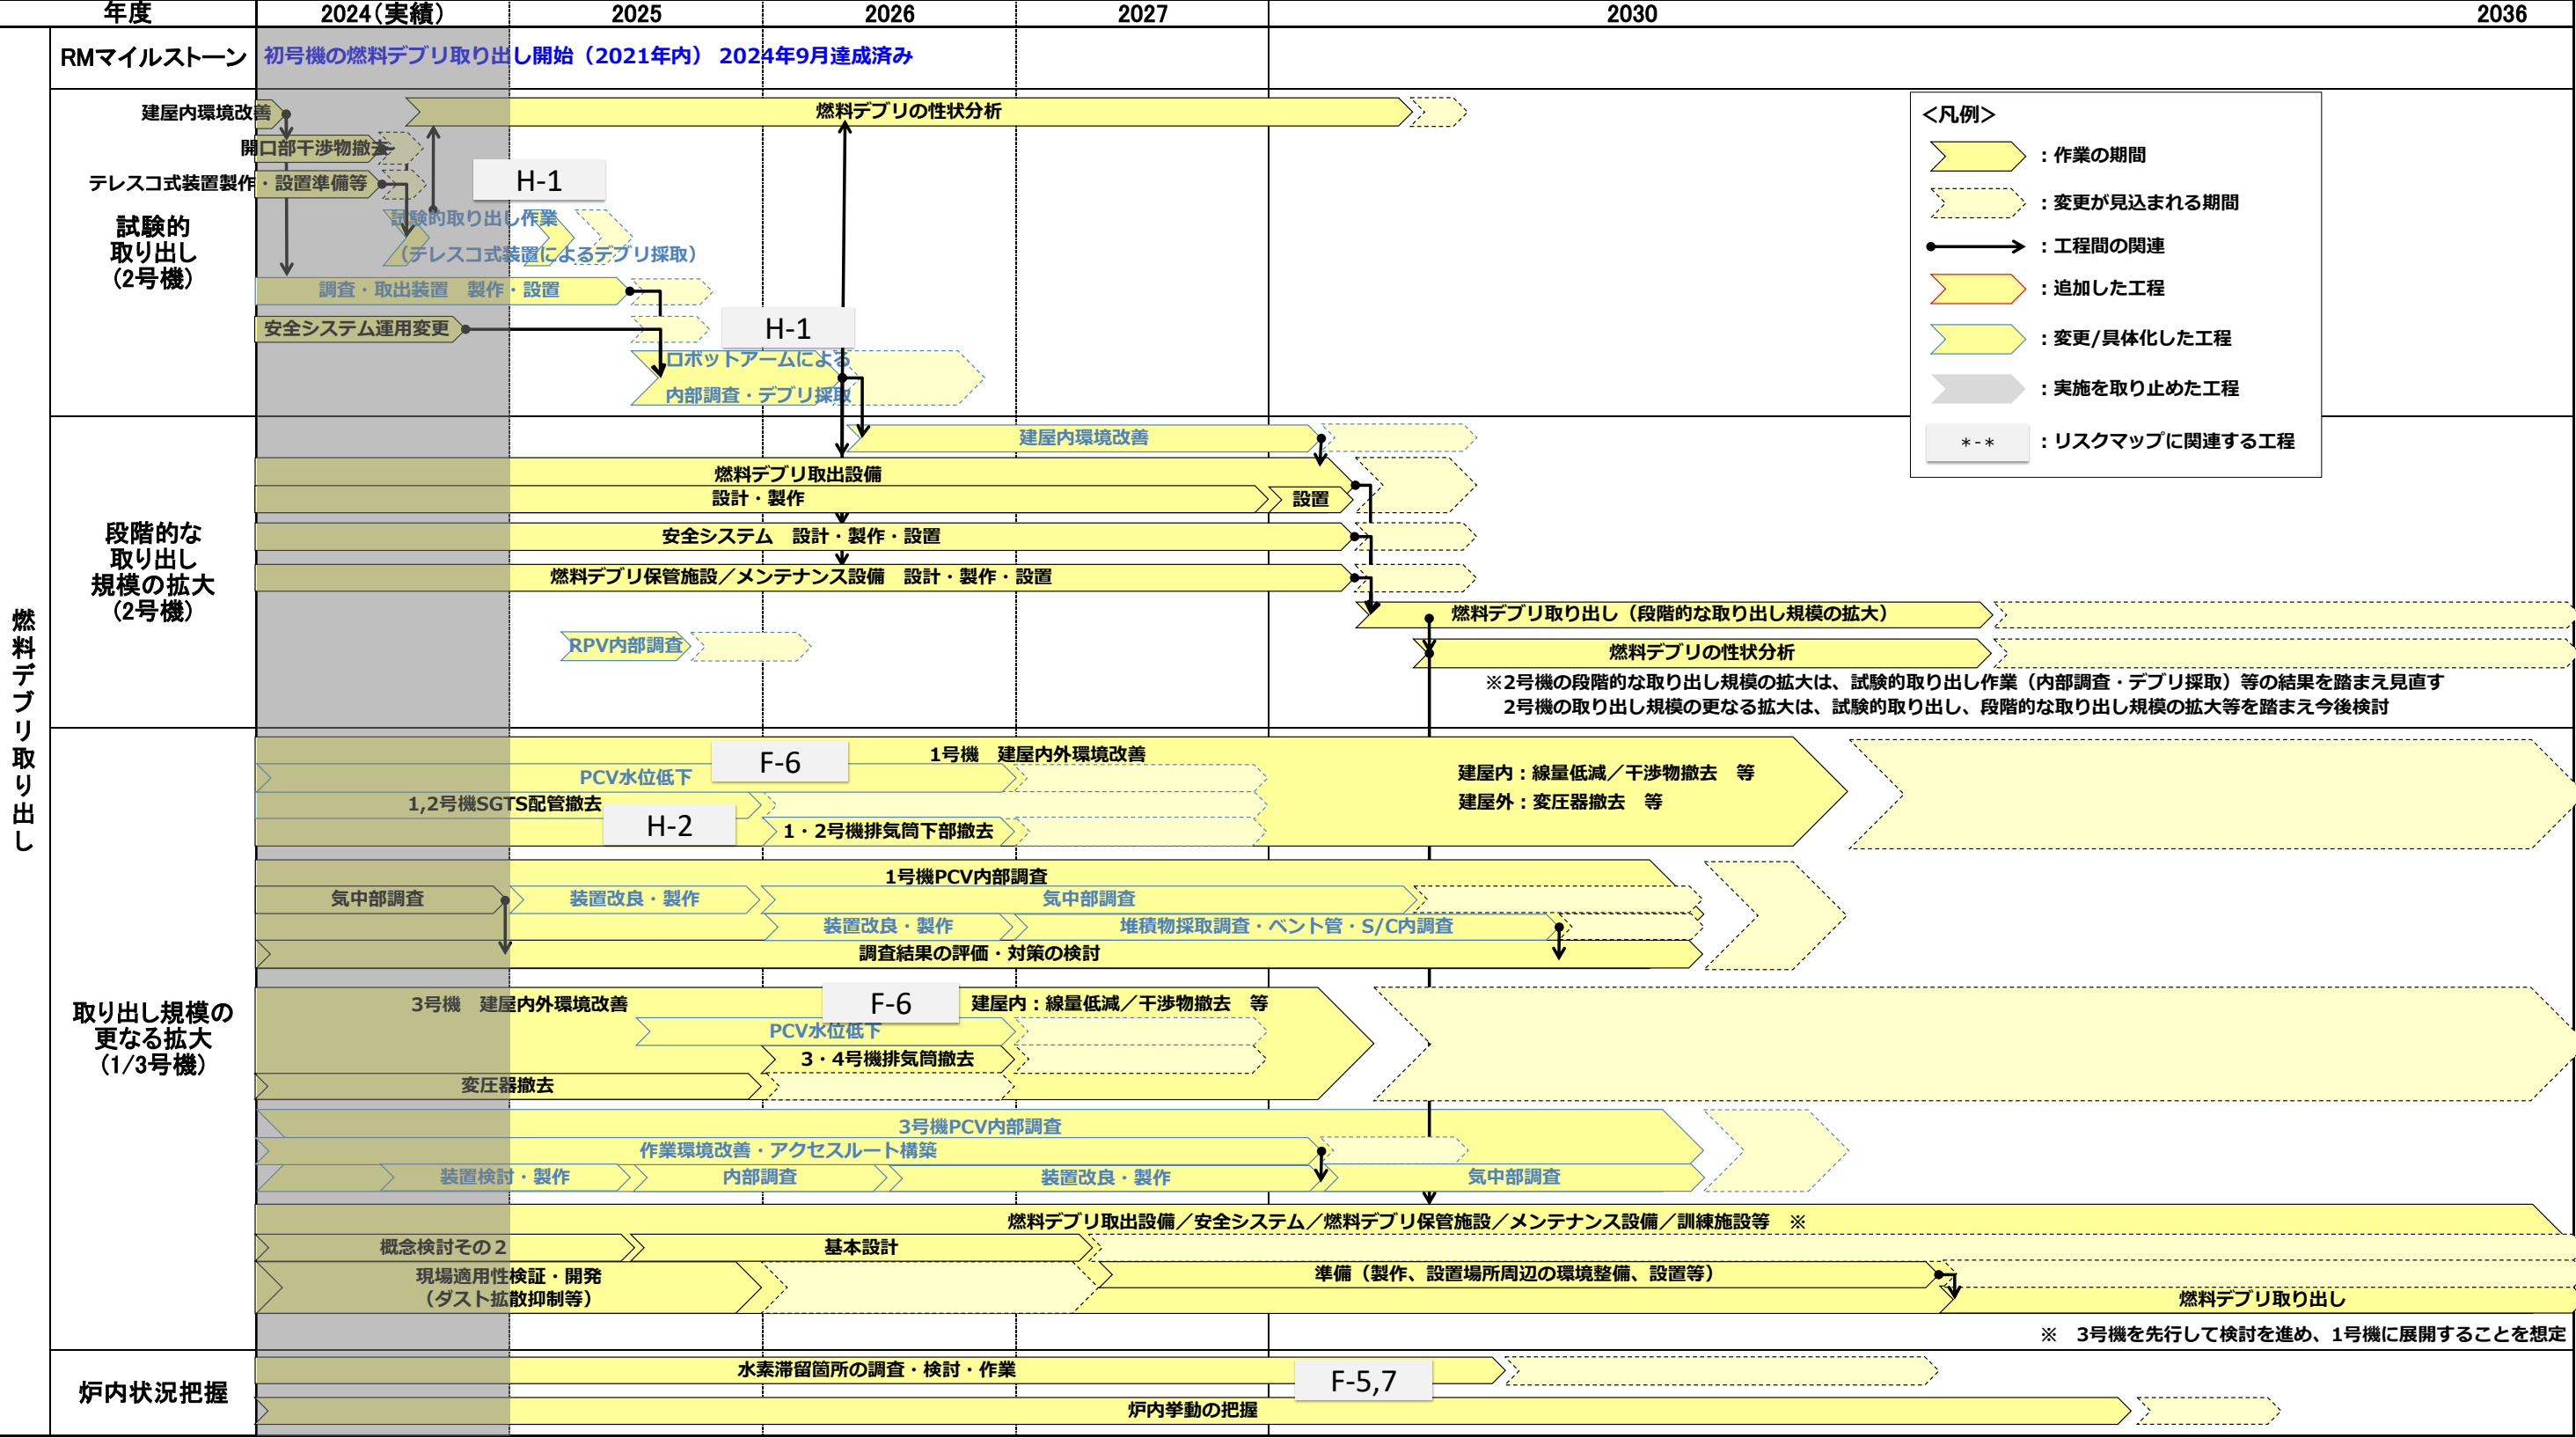 年度 2024(実績) 2025 2026 2027 2030 2036
燃料デブリ取り出し
RMマイルストーン
初号機の燃料デブリ取り出し開始（2021年内） 2024年9月達成済み
試験的
取り出し
(2号機)
建屋内環境改善
燃料デブリの性状分析
開口部干渉物撤去
テレスコ式装置製作・設置準備等
H-1
試験的取り出し作業
（テレスコ式装置によるデブリ採取）
調査・取出装置　製作・設置
安全システム運用変更
H-1
ロボットアームによる
内部調査・デブリ採取
<凡例>
：作業の期間
：変更が見込まれる期間
：工程間の関連
：追加した工程
：変更/具体化した工程
：実施を取り止めた工程
*-* ：リスクマップに関連する工程
段階的な
取り出し
規模の拡大
(2号機)
建屋内環境改善
燃料デブリ取出設備
設計・製作
設置
安全システム　設計・製作・設置
燃料デブリ保管施設／メンテナンス設備　設計・製作・設置
燃料デブリ取り出し（段階的な取り出し規模の拡大）
RPV内部調査
燃料デブリの性状分析
※2号機の段階的な取り出し規模の拡大は、試験的取り出し作業（内部調査・デブリ採取）等の結果を踏まえ見直す
2号機の取り出し規模の更なる拡大は、試験的取り出し、段階的な取り出し規模の拡大等を踏まえ今後検討
取り出し規模の
更なる拡大
(1/3号機)
1号機　建屋内外環境改善
F-6
PCV水位低下
建屋内：線量低減／干渉物撤去　等
建屋外：変圧器撤去　等
1,2号機SGTS配管撤去
H-2
1・2号機排気筒下部撤去
1号機PCV内部調査
気中部調査
装置改良・製作
気中部調査
装置改良・製作
堆積物採取調査・ベント管・S/C内調査
調査結果の評価・対策の検討
3号機　建屋内外環境改善
F-6
建屋内：線量低減／干渉物撤去　等
PCV水位低下
3・4号機排気筒撤去
変圧器撤去
3号機PCV内部調査
作業環境改善・アクセスルート構築
装置検討・製作
内部調査
装置改良・製作
気中部調査
燃料デブリ取出設備／安全システム／燃料デブリ保管施設／メンテナンス設備／訓練施設等　※
概念検討その２
基本設計
現場適用性検証・開発
（ダスト拡散抑制等）
準備（製作、設置場所周辺の環境整備、設置等）
燃料デブリ取り出し
※　3号機を先行して検討を進め、1号機に展開することを想定
炉内状況把握
水素滞留箇所の調査・検討・作業
F-5,7
炉内挙動の把握